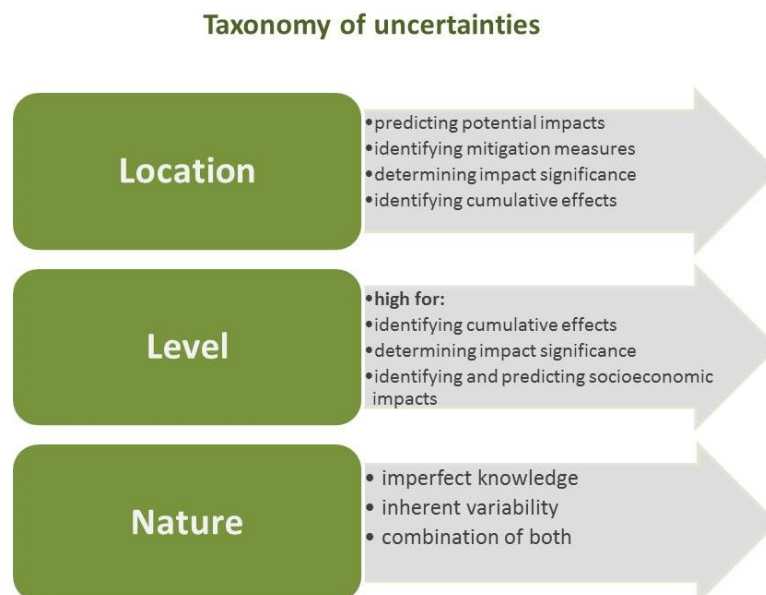 Taxonomy of uncertainties
Location
•predicting potential impacts
•identifying mitigation measures
•determining impact significance
•identifying cumulative effects
Level
•high for:
•identifying cumulative effects
•determining impact significance
•identifying and predicting socioeconomic
impacts
Nature
• imperfect knowledge
• inherent variability
• combination of both